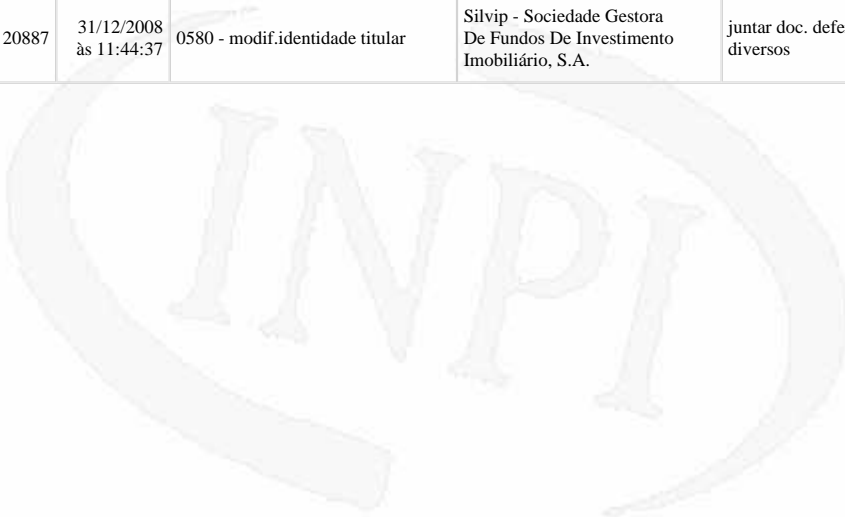 20887
31/12/2008
às 11:44:37
0580 - modif.identidade titular
Silvip - Sociedade Gestora
De Fundos De Investimento
Imobiliário, S.A.
juntar doc. defe
diversos
INPI